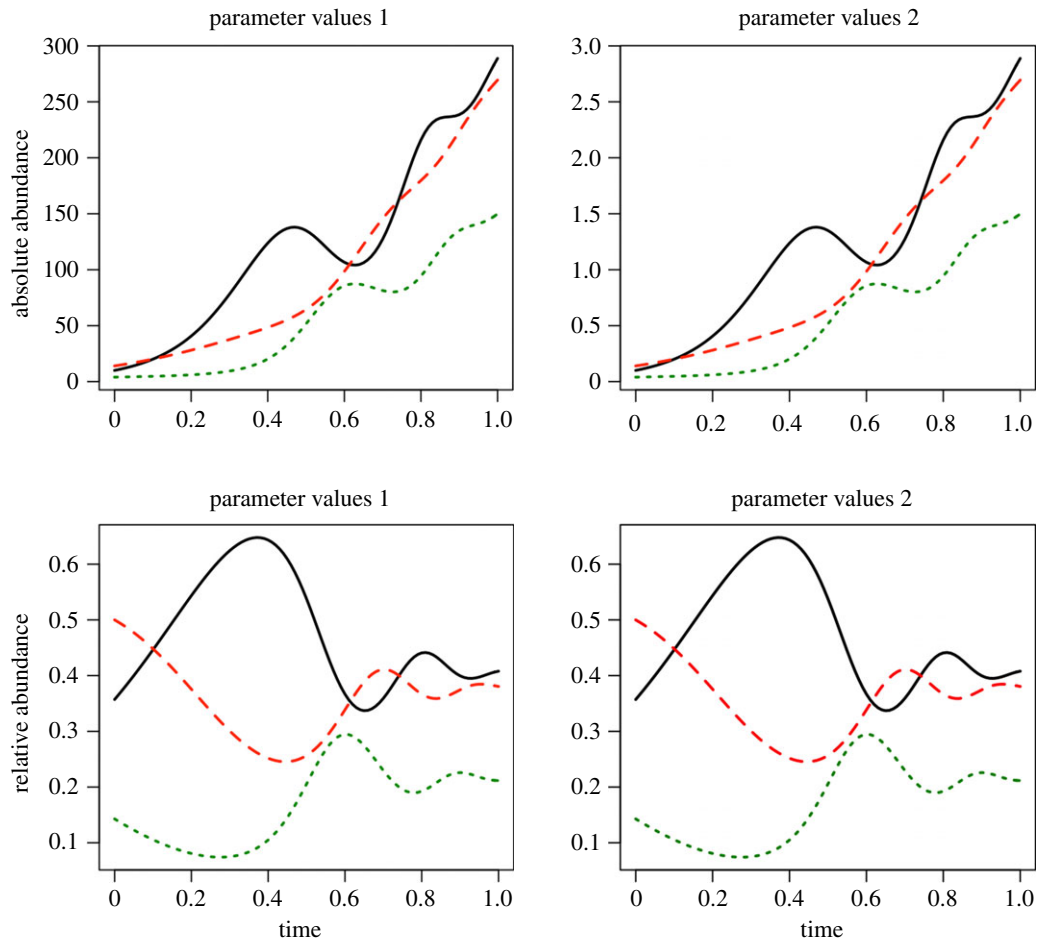 parameter values 1
parameter values 2
absolute abundance
300
250
200
150
100
50
0
0 0.2 0.4 0.6 0.8 1.0
3.0
2.5
2.0
1.5
1.0
0.5
0
0 0.2 0.4 0.6 0.8 1.0
parameter values 1
parameter values 2
relative abundance
0.6
0.5
0.4
0.3
0.2
0.1
0 0.2 0.4 0.6 0.8 1.0
time
0.6
0.5
0.4
0.3
0.2
0.1
0 0.2 0.4 0.6 0.8 1.0
time